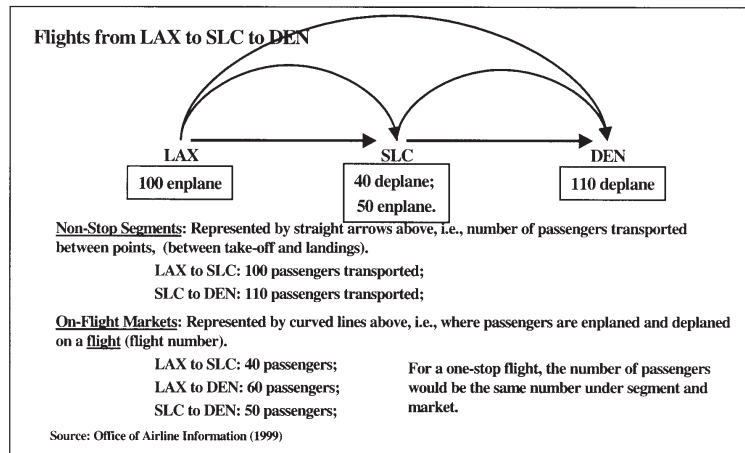 Flights from LAX to SLC to DEN
LAX
SLC
DEN
100 enplane
40 deplane;
50 enplane.
110 deplane
Non-Stop Segments: Represented by straight arrows above, i.e., number of passengers transported
between points, (between take-off and landings).
LAX to SLC: 100 passengers transported;
SLC to DEN: 110 passengers transported;
On-Flight Markets: Represented by curved lines above, i.e., where passengers are enplaned and deplaned
on a flight (flight number).
LAX to SLC: 40 passengers;
LAX to DEN: 60 passengers;
SLC to DEN: 50 passengers;
For a one-stop flight, the number of passengers
would be the same number under segment and
market.
Source: Office of Airline Information (1999)